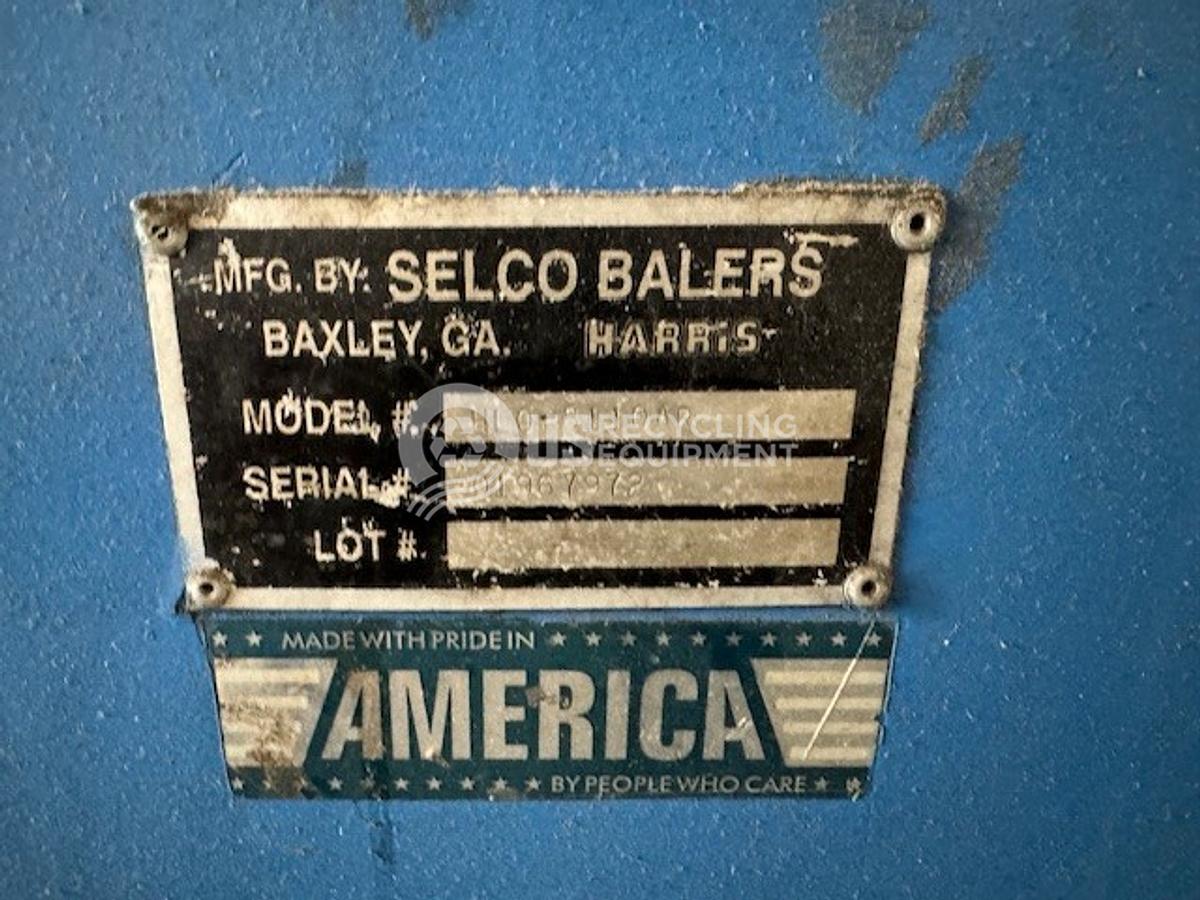 MFG. BY: SELCO BALERS
BAXLEY, GA. HARRIS
MODEL #.
SERIAL #.
LOT #.
US RECYCLING
EQUIPMENT
★ ★ MADE WITH PRIDE IN ★ ★ ★ ★ ★ ★ ★ ★ ★ ★ ★
AMERICA
★ ★ ★ ★ ★ ★ ★ ★ ★ ★ BY PEOPLE WHO CARE ★ ★